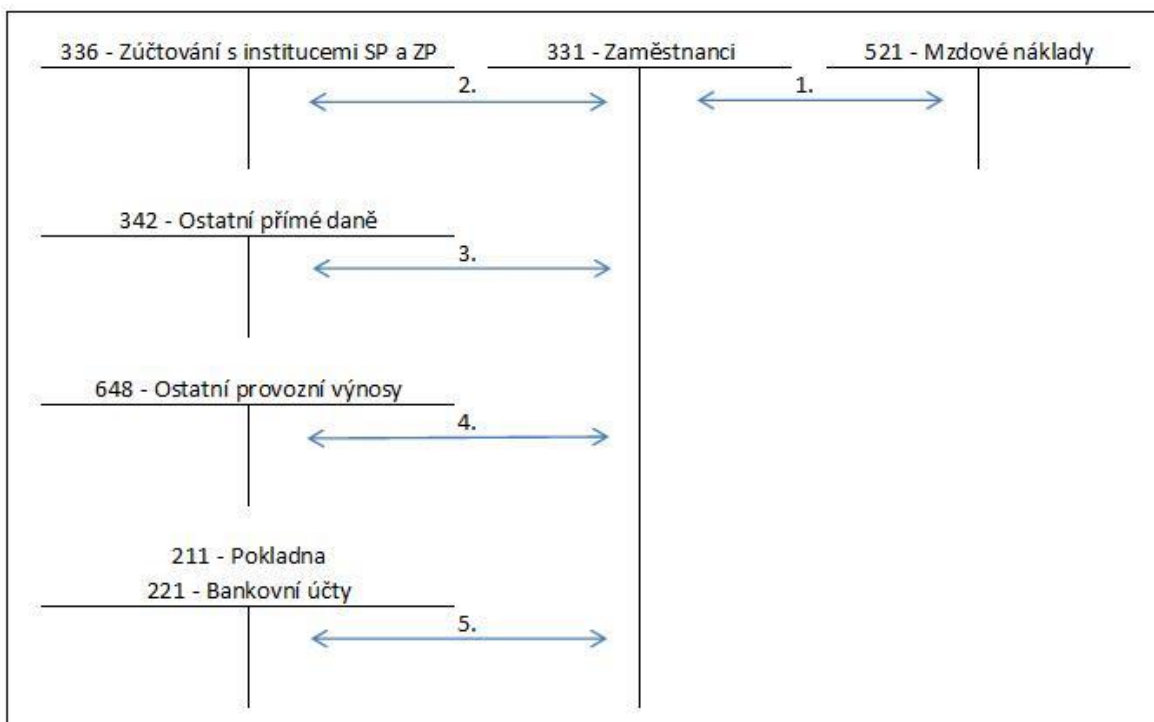 336 - Zúčtování s institucemi SP a ZP
331 - Zaměstnanci
521 - Mzdové náklady
2.
1.
342 - Ostatní přímé daně
3.
648 - Ostatní provozní výnosy
4.
211 - Pokladna
221 - Bankovní účty
5.